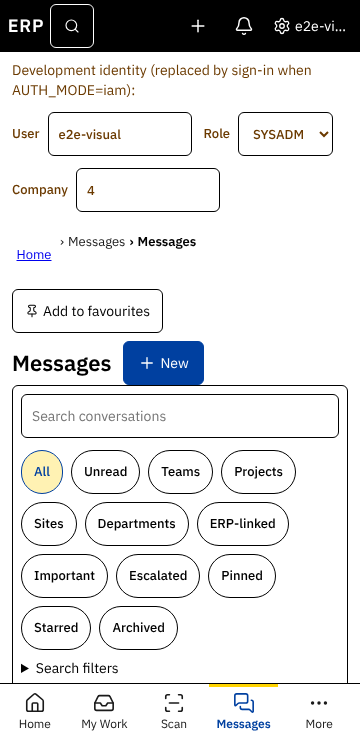 ERP e2e-vi...
Development identity (replaced by sign-in when
AUTH_MODE=iam):
User e2e-visual Role SYSADM
Company 4
Home › Messages › Messages
Add to favourites
Messages + New
Search conversations
All Unread Teams Projects
Sites Departments ERP-linked
Important Escalated Pinned
Starred Archived
▶ Search filters
Home My Work Scan Messages More